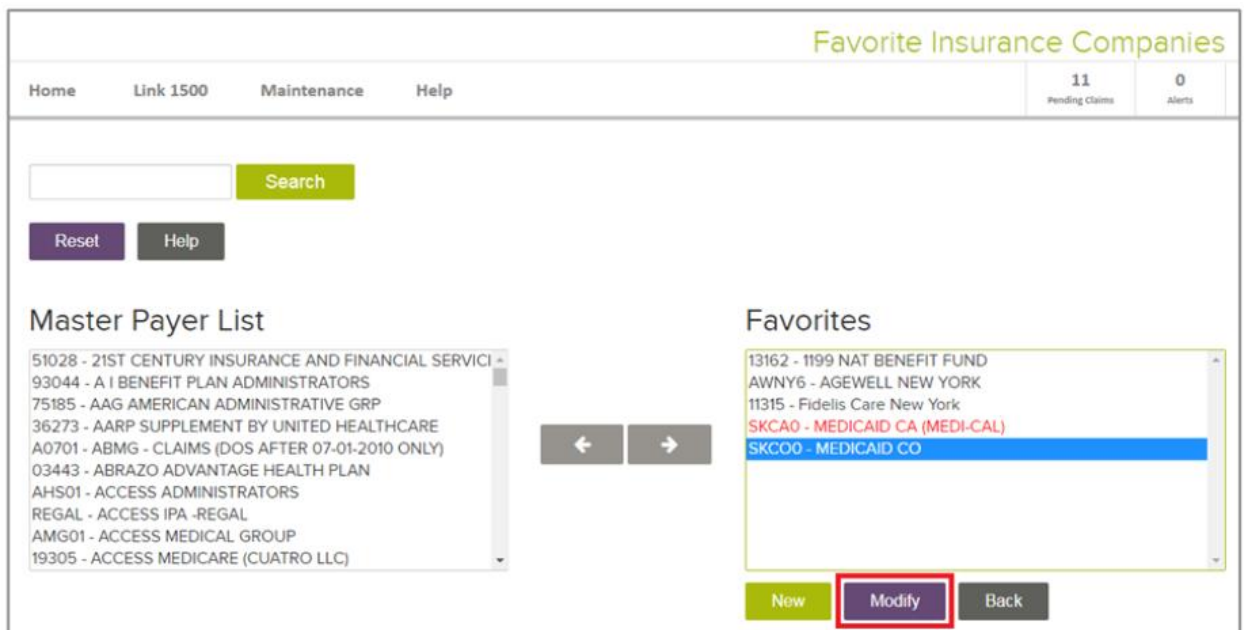 Favorite Insurance Companies
Home Link 1500 Maintenance Help 11 0
Pending Claims Alerts
Search
Reset Help
Master Payer List Favorites
51028 - 21ST CENTURY INSURANCE AND FINANCIAL SERVICI 13162 - 1199 NAT BENEFIT FUND
93044 - A I BENEFIT PLAN ADMINISTRATORS AWNY6 - AGEWELL NEW YORK
75185 - AAG AMERICAN ADMINISTRATIVE GRP 11315 - Fidelis Care New York
36273 - AARP SUPPLEMENT BY UNITED HEALTHCARE SKCA0 - MEDICAID CA (MEDI-CAL)
A0701 - ABMG - CLAIMS (DOS AFTER 07-01-2010 ONLY) SKCO0 - MEDICAID CO
03443 - ABRAZO ADVANTAGE HEALTH PLAN
AHS01 - ACCESS ADMINISTRATORS
REGAL - ACCESS IPA -REGAL
AMG01 - ACCESS MEDICAL GROUP
19305 - ACCESS MEDICARE (CUATRO LLC)
New Modify Back